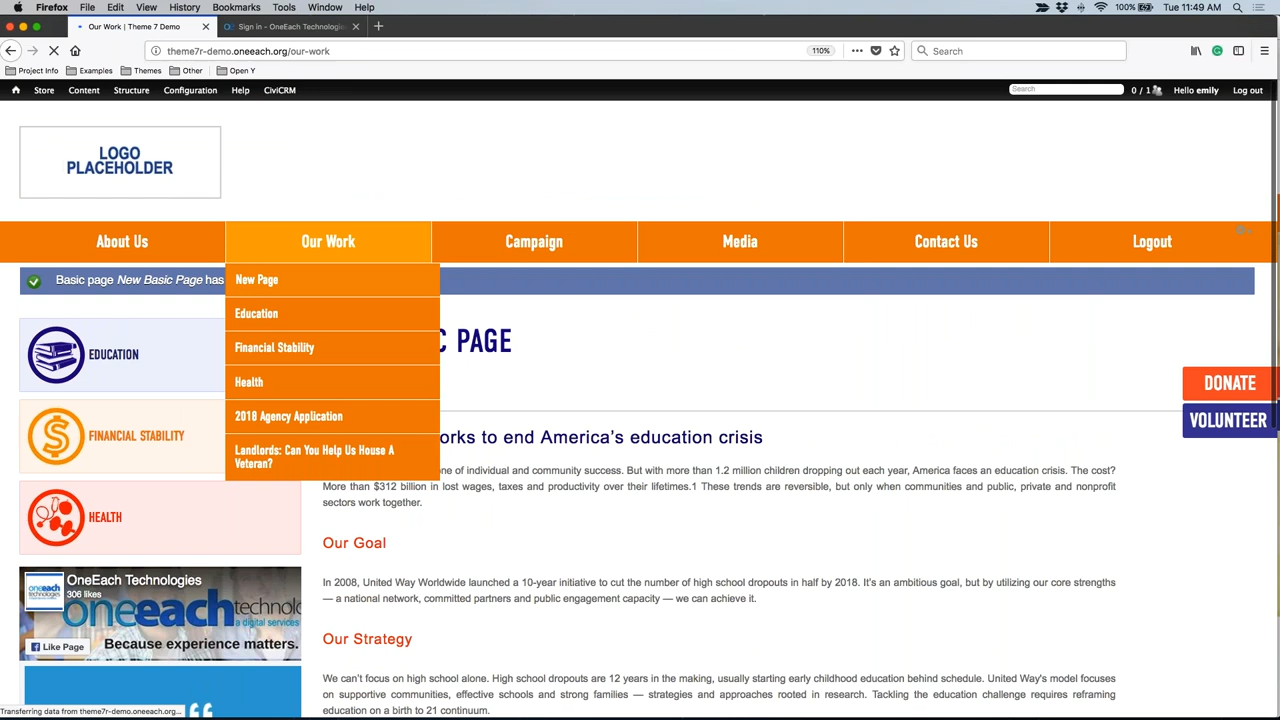 Firefox File Edit View History Bookmarks Tools Window Help 100% Tue 11:49 AM
Our Work | Theme 7 Demo Sign in - OneEach Technologies
theme7r-demo.oneeach.org/our-work 110% Search
Project Info Examples Themes Other Open Y
Store Content Structure Configuration Help CiviCRM Search 0 / 1 Hello emily Log out
LOGO
PLACEHOLDER
About Us Our Work Campaign Media Contact Us Logout
Basic page New Basic Page has
New Page
Education
Financial Stability
Health
2018 Agency Application
Landlords: Can You Help Us House A
Veteran?
C PAGE
EDUCATION
FINANCIAL STABILITY
HEALTH
DONATE
VOLUNTEER
orks to end America's education crisis
one of individual and community success. But with more than 1.2 million children dropping out each year, America faces an education crisis. The cost?
More than $312 billion in lost wages, taxes and productivity over their lifetimes.1 These trends are reversible, but only when communities and public, private and nonprofit
sectors work together.
Our Goal
In 2008, United Way Worldwide launched a 10-year initiative to cut the number of high school dropouts in half by 2018. It's an ambitious goal, but by utilizing our core strengths
— a national network, committed partners and public engagement capacity — we can achieve it.
Our Strategy
We can't focus on high school alone. High school dropouts are 12 years in the making, usually starting early childhood education behind schedule. United Way's model focuses
on supportive communities, effective schools and strong families — strategies and approaches rooted in research. Tackling the education challenge requires reframing
education on a birth to 21 continuum.
OneEach Technologies
306 likes
oneeach technolo
a digital services
Like Page
Because experience matters.
Transferring data from theme7r-demo.oneeach.org...